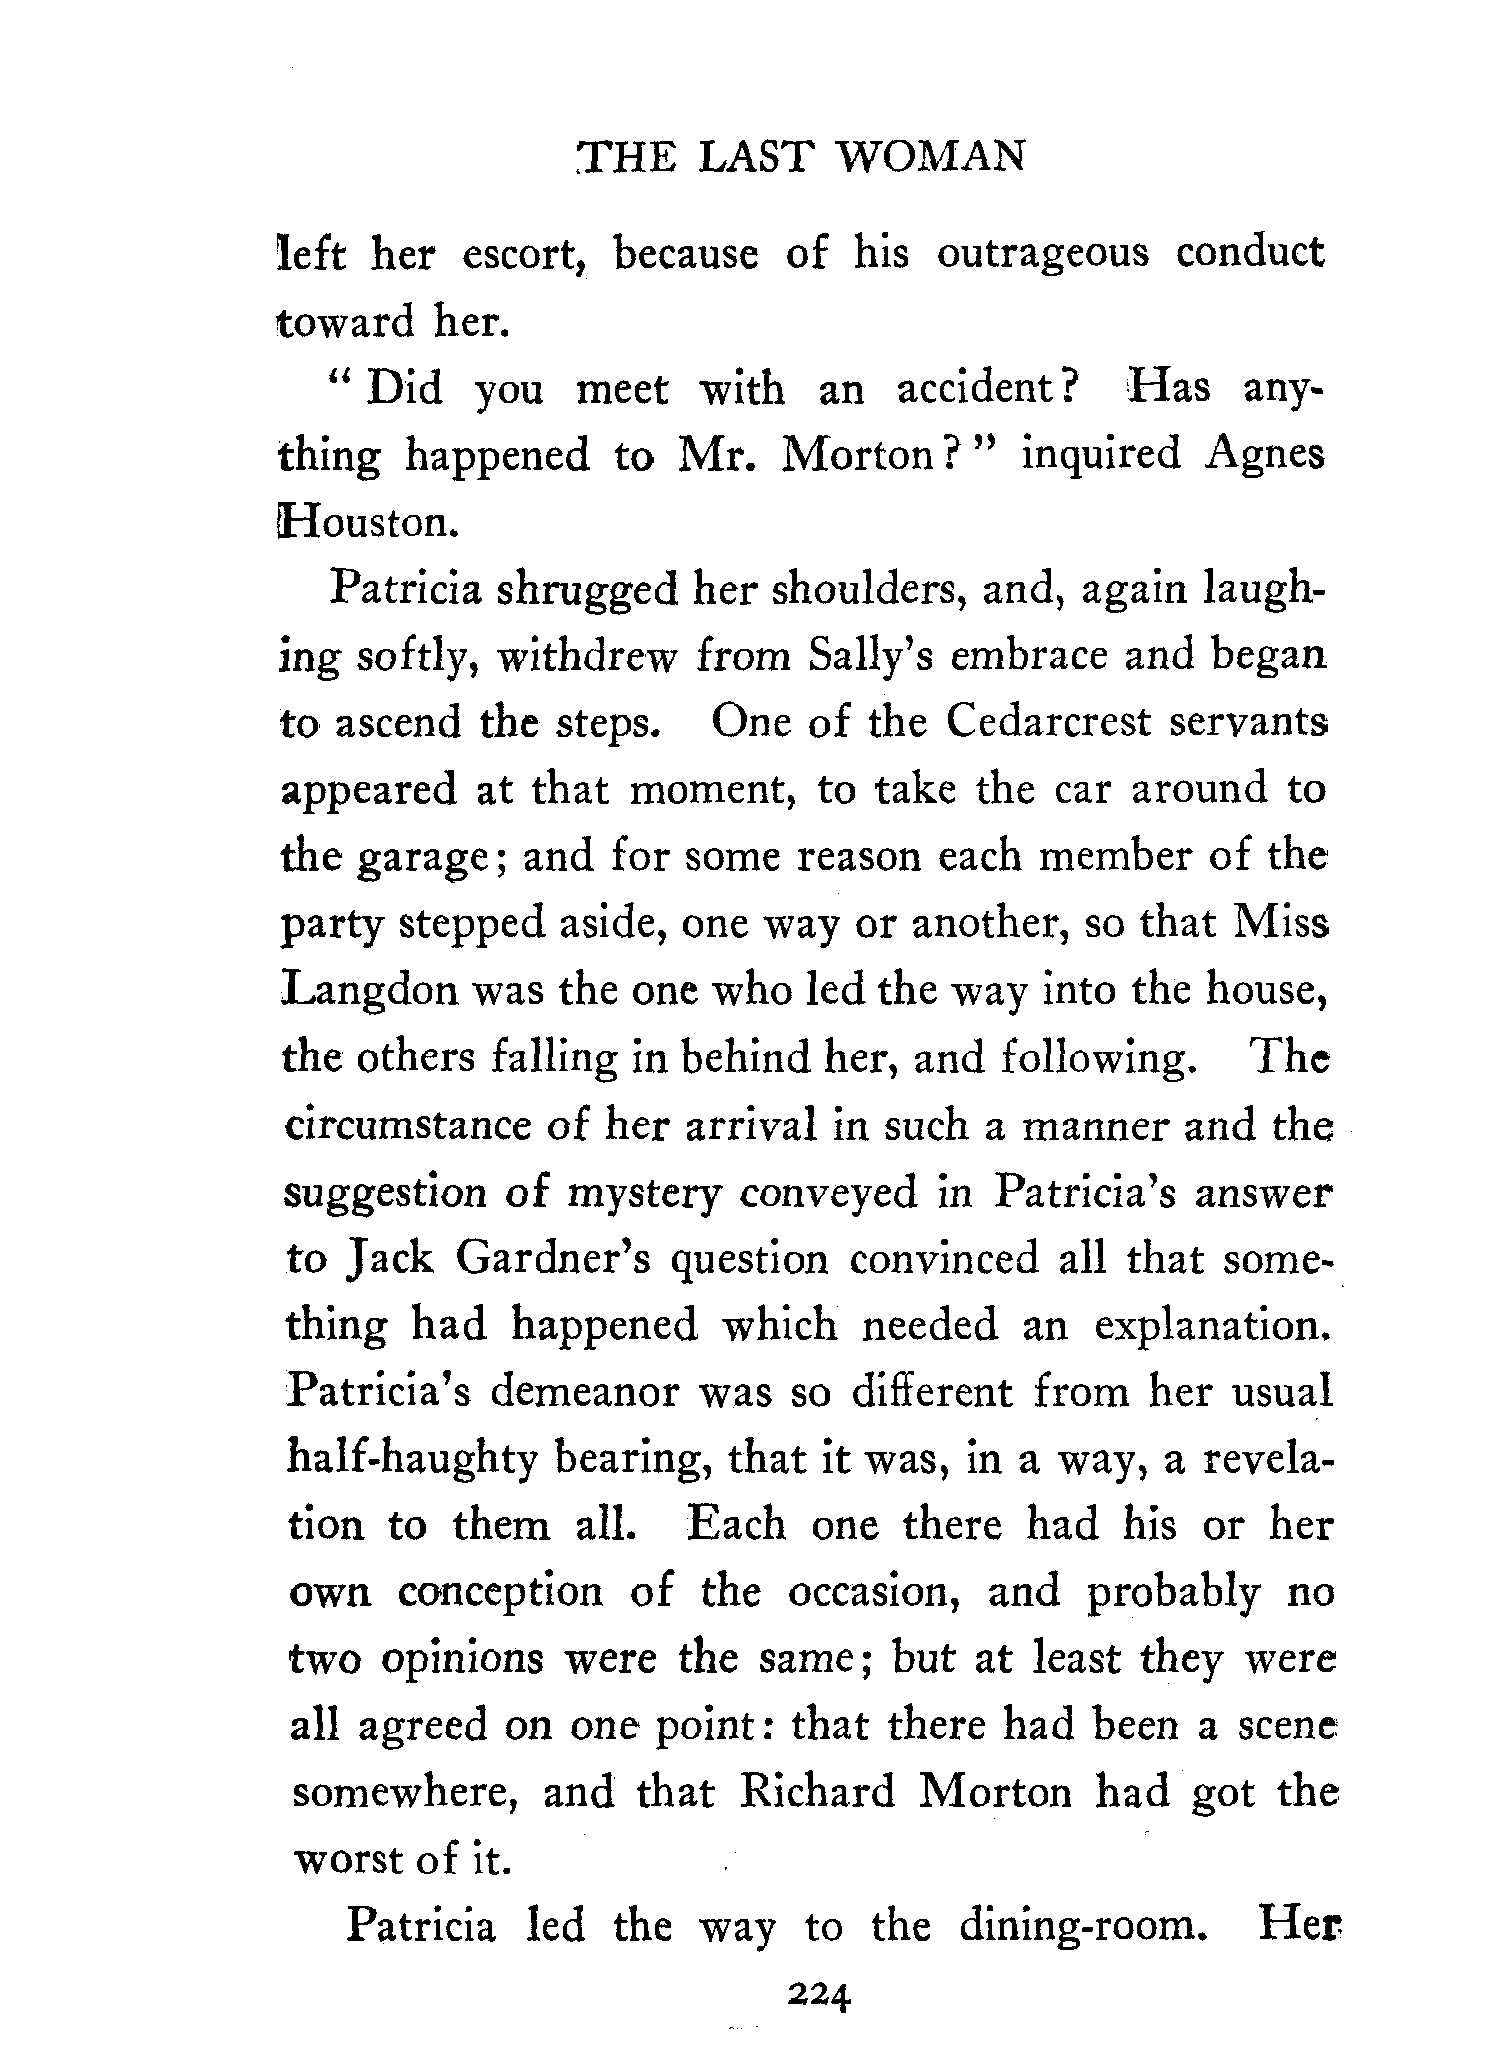 THE LAST WOMAN
left her escort, because of his outrageous conduct
toward her.
" Did you meet with an accident? Has any-
thing happened to Mr. Morton?" inquired Agnes
Houston.
Patricia shrugged her shoulders, and, again laugh-
ing softly, withdrew from Sally's embrace and began
to ascend the steps. One of the Cedarcrest servants
appeared at that moment, to take the car around to
the garage; and for some reason each member of the
party stepped aside, one way or another, so that Miss
Langdon was the one who led the way into the house,
the others falling in behind her, and following. The
circumstance of her arrival in such a manner and the
suggestion of mystery conveyed in Patricia's answer
to Jack Gardner's question convinced all that some-
thing had happened which needed an explanation.
Patricia's demeanor was so different from her usual
half-haughty bearing, that it was, in a way, a revela-
tion to them all. Each one there had his or her
own conception of the occasion, and probably no
two opinions were the same; but at least they were
all agreed on one point: that there had been a scene
somewhere, and that Richard Morton had got the
worst of it.
Patricia led the way to the dining-room. Her
224